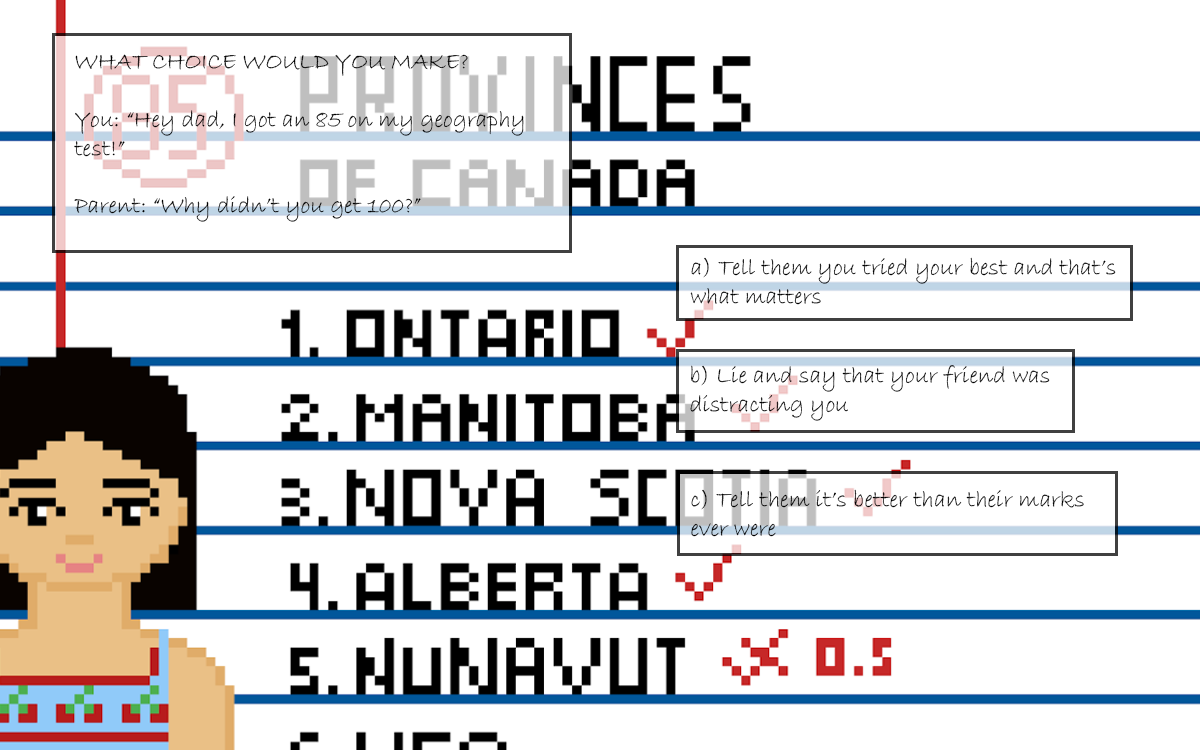 WHAT CHOICE WOULD YOU MAKE?
You: “Hey dad, I got an 85 on my geography
test!”
Parent: “Why didn’t you get 100?”
85
PROVINCES
OF CANADA
a) Tell them you tried your best and that’s
what matters
1. ONTARIO
b) Lie and say that your friend was
distracting you
2. MANITOBA
3. NOVA SCOTIA
c) Tell them it’s better than their marks
ever were
4. ALBERTA
5. NUNAVUT 0.5